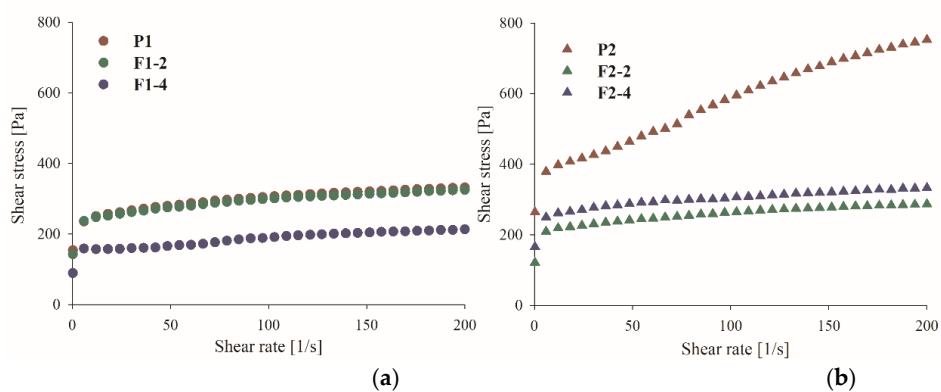 800
600
400
200
0
Shear stress [Pa]
P1
F1-2
F1-4
0 50 100 150 200
Shear rate [1/s]
(a)
800
600
400
200
0
Shear stress [Pa]
P2
F2-2
F2-4
0 50 100 150 200
Shear rate [1/s]
(b)